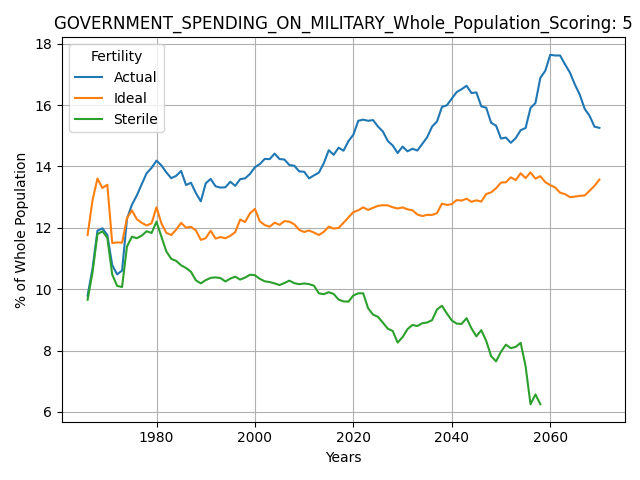 GOVERNMENT_SPENDING_ON_MILITARY_Whole_Population_Scoring: 5
Fertility
Actual
Ideal
Sterile
% of Whole Population
18
16
14
12
10
8
6
1980
2000
2020
2040
2060
Years